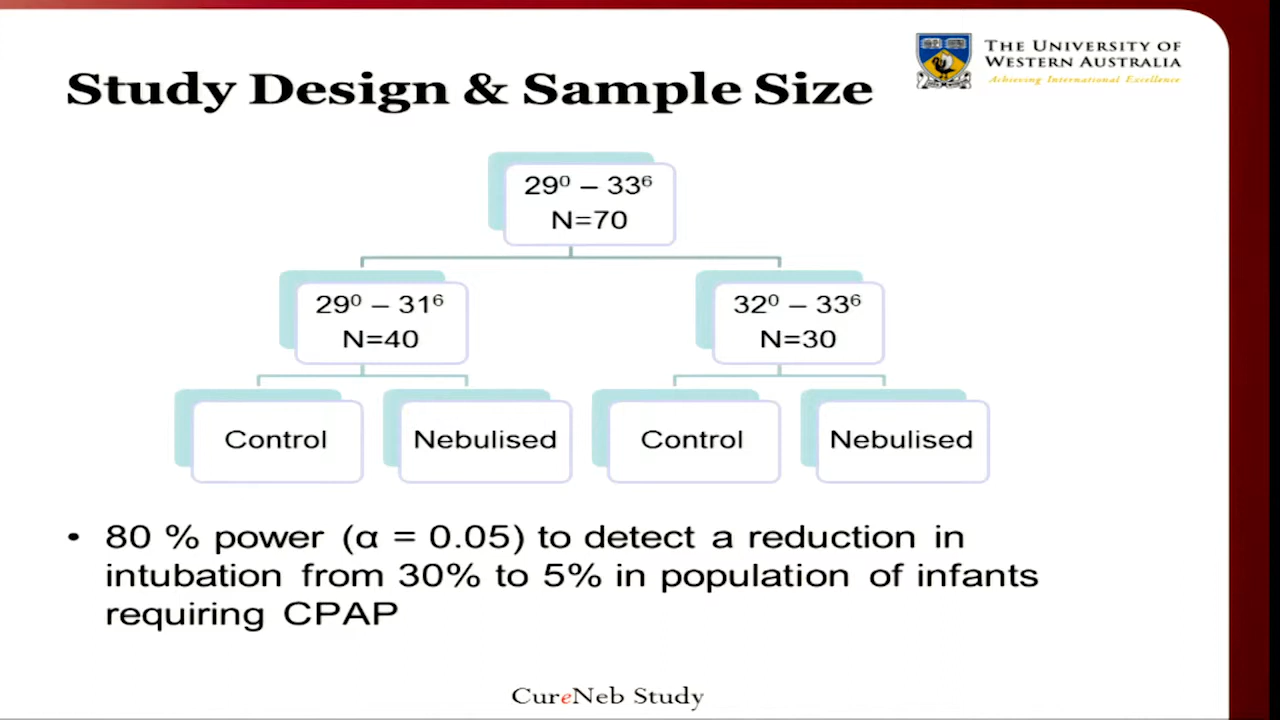 THE UNIVERSITY OF
WESTERN AUSTRALIA
Achieving International Excellence
Study Design & Sample Size
29⁰ – 33⁶
N=70
29⁰ – 31⁶
N=40
32⁰ – 33⁶
N=30
Control
Nebulised
Control
Nebulised
• 80 % power (α = 0.05) to detect a reduction in
intubation from 30% to 5% in population of infants
requiring CPAP
CureNeb Study